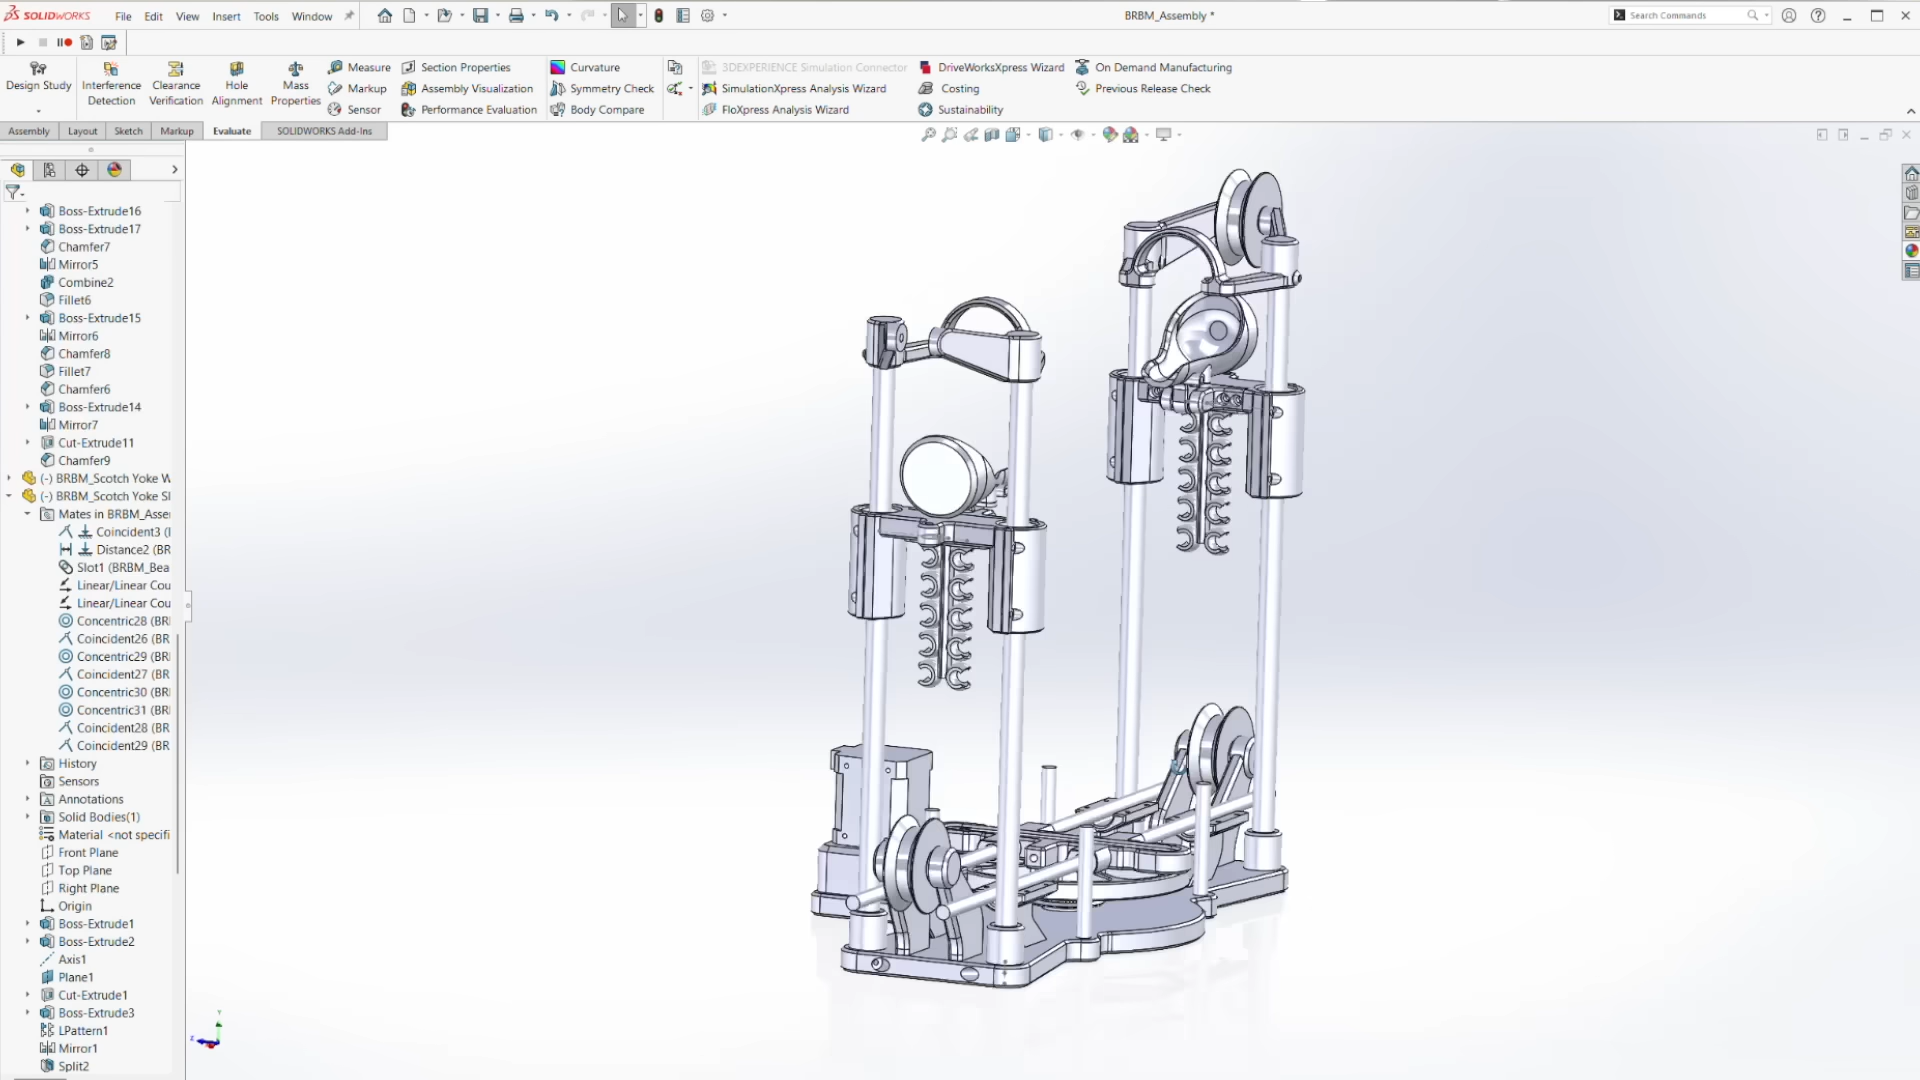 SOLIDWORKS File Edit View Insert Tools Window BRBM_Assembly * Search Commands
Design Study
Interference Detection
Clearance Verification
Hole Alignment
Mass Properties
Measure
Markup
Sensor
Section Properties
Assembly Visualization
Performance Evaluation
Curvature
Symmetry Check
Body Compare
3DEXPERIENCE Simulation Connector
SimulationXpress Analysis Wizard
FloXpress Analysis Wizard
DriveWorksXpress Wizard
Costing
Sustainability
On Demand Manufacturing
Previous Release Check
Assembly Layout Sketch Markup Evaluate SOLIDWORKS Add-Ins
Boss-Extrude16
Boss-Extrude17
Chamfer7
Mirror5
Combine2
Fillet6
Boss-Extrude15
Mirror6
Chamfer8
Fillet7
Chamfer6
Boss-Extrude14
Mirror7
Cut-Extrude11
Chamfer9
(-) BRBM_Scotch Yoke W
(-) BRBM_Scotch Yoke Sl
Mates in BRBM_Asse
Coincident3 (
Distance2 (BR
Slot1 (BRBM_Bea
Linear/Linear Cou
Linear/Linear Cou
Concentric28 (BR
Coincident26 (BR
Concentric29 (BR
Coincident27 (BR
Concentric30 (BR
Concentric31 (BR
Coincident28 (BR
Coincident29 (BR
History
Sensors
Annotations
Solid Bodies(1)
Material <not specifi
Front Plane
Top Plane
Right Plane
Origin
Boss-Extrude1
Boss-Extrude2
Axis1
Plane1
Cut-Extrude1
Boss-Extrude3
LPattern1
Mirror1
Split2
Y
Z